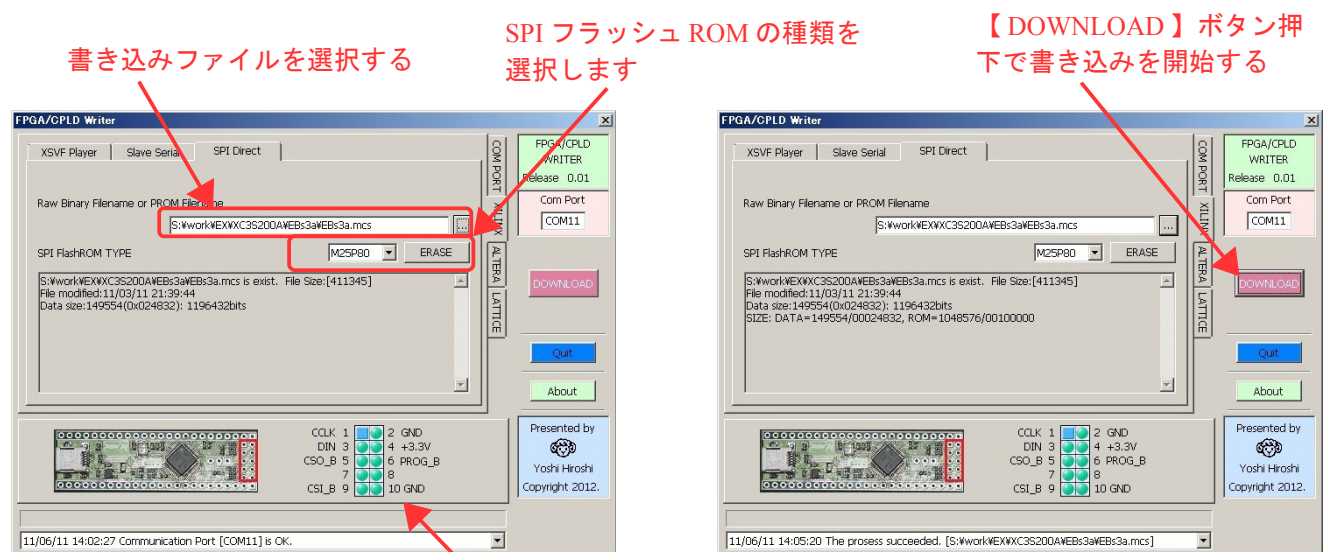 書き込みファイルを選択する
SPI フラッシュ ROM の種類を
選択します
【 DOWNLOAD 】ボタン押
下で書き込みを開始する
FPGA/CPLD Writer
XSVF Player
Slave Serial
SPI Direct
Raw Binary Filename or PROM Filename
S:¥work¥EX¥XC3S200A¥EBs3a¥EBs3a.mcs
...
SPI FlashROM TYPE
M25P80
ERASE
S:¥work¥EX¥XC3S200A¥EBs3a¥EBs3a.mcs is exist. File Size:[411345]
File modified:11/03/11 21:39:44
Data size:149554(0x024832): 1196432bits
COM PORT
XILINX
ALTERA
LATTICE
FPGA/CPLD
WRITER
Release 0.01
Com Port
COM11
DOWNLOAD
Quit
About
CCLK 1 2 GND
DIN 3 4 +3.3V
CSO_B 5 6 PROG_B
7 8
CSI_B 9 10 GND
Presented by
Yoshi Hiroshi
Copyright 2012.
11/06/11 14:02:27 Communication Port [COM11] is OK.
FPGA/CPLD Writer
XSVF Player
Slave Serial
SPI Direct
Raw Binary Filename or PROM Filename
S:¥work¥EX¥XC3S200A¥EBs3a¥EBs3a.mcs
...
SPI FlashROM TYPE
M25P80
ERASE
S:¥work¥EX¥XC3S200A¥EBs3a¥EBs3a.mcs is exist. File Size:[411345]
File modified:11/03/11 21:39:44
Data size:149554(0x024832): 1196432bits
SIZE: DATA=149554/00024832, ROM=1048576/00100000
COM PORT
XILINX
ALTERA
LATTICE
FPGA/CPLD
WRITER
Release 0.01
Com Port
COM11
DOWNLOAD
Quit
About
CCLK 1 2 GND
DIN 3 4 +3.3V
CSO_B 5 6 PROG_B
7 8
CSI_B 9 10 GND
Presented by
Yoshi Hiroshi
Copyright 2012.
11/06/11 14:05:20 The prosess succeeded. [S:¥work¥EX¥XC3S200A¥EBs3a¥EBs3a.mcs]